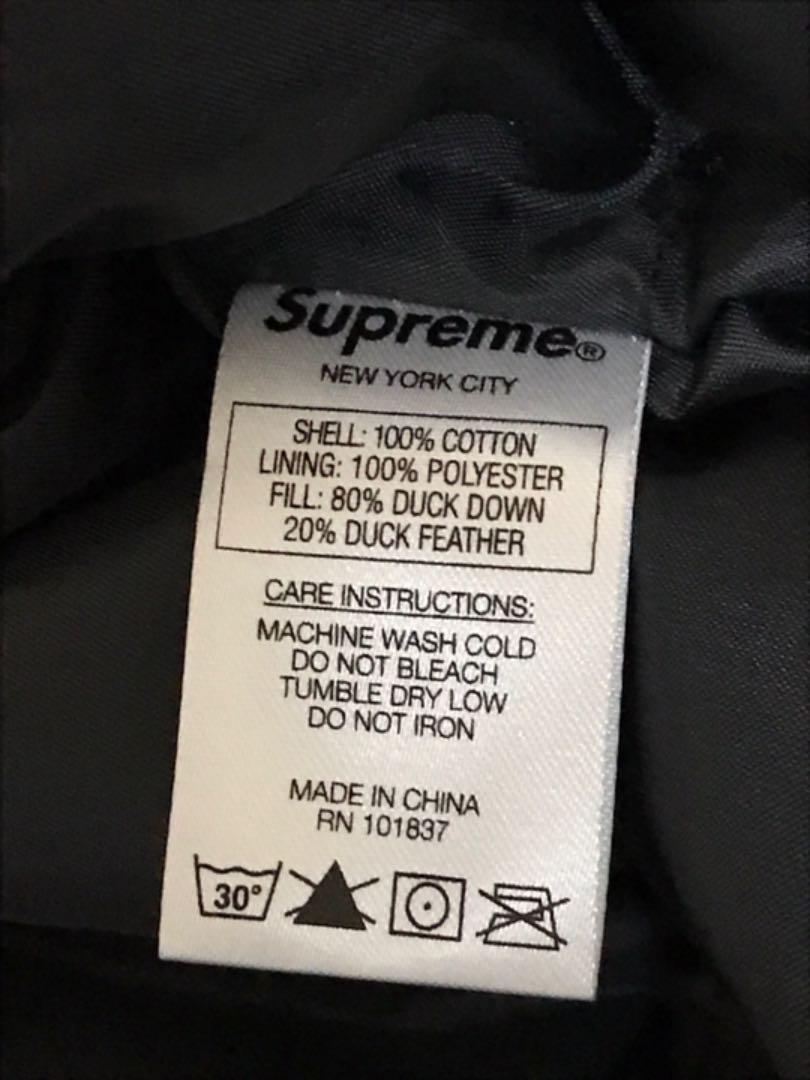 Supreme®
NEW YORK CITY
SHELL: 100% COTTON
LINING: 100% POLYESTER
FILL: 80% DUCK DOWN
20% DUCK FEATHER
CARE INSTRUCTIONS:
MACHINE WASH COLD
DO NOT BLEACH
TUMBLE DRY LOW
DO NOT IRON
MADE IN CHINA
RN 101837
30°